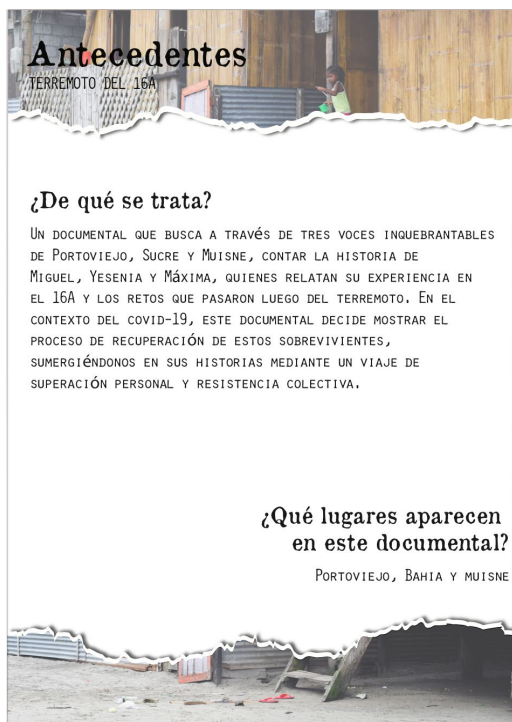 Antecedentes
TERREMOTO DEL 16A
¿De qué se trata?
Un documental que busca a través de tres voces inquebrantables
de Portoviejo, Sucre y Muisne, contar la historia de
Miguel, Yesenia y Máxima, quienes relatan su experiencia en
el 16A y los retos que pasaron luego del terremoto. En el
contexto del covid-19, este documental decide mostrar el
proceso de recuperación de estos sobrevivientes,
sumergiéndonos en sus historias mediante un viaje de
superación personal y resistencia colectiva.
¿Qué lugares aparecen
en este documental?
Portoviejo, Bahia y muisne